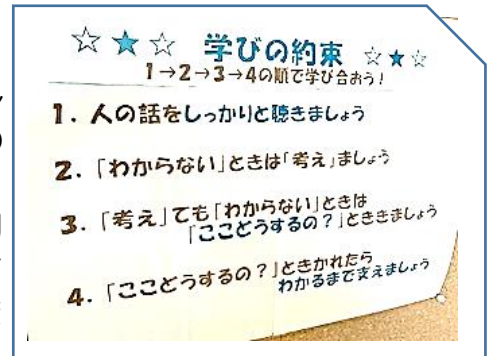 ☆ ★ ☆ 学びの約束 ☆ ★ ☆
1→2→3→4の順で学び合おう!
1. 人の話をしっかりと聴きましょう
2. 「わからない」ときは「考え」ましょう
3. 「考え」ても「わからない」ときは
「ここどうするの?」とききましょう
4. 「ここどうするの?」ときかれたら
わかるまで支えましょう